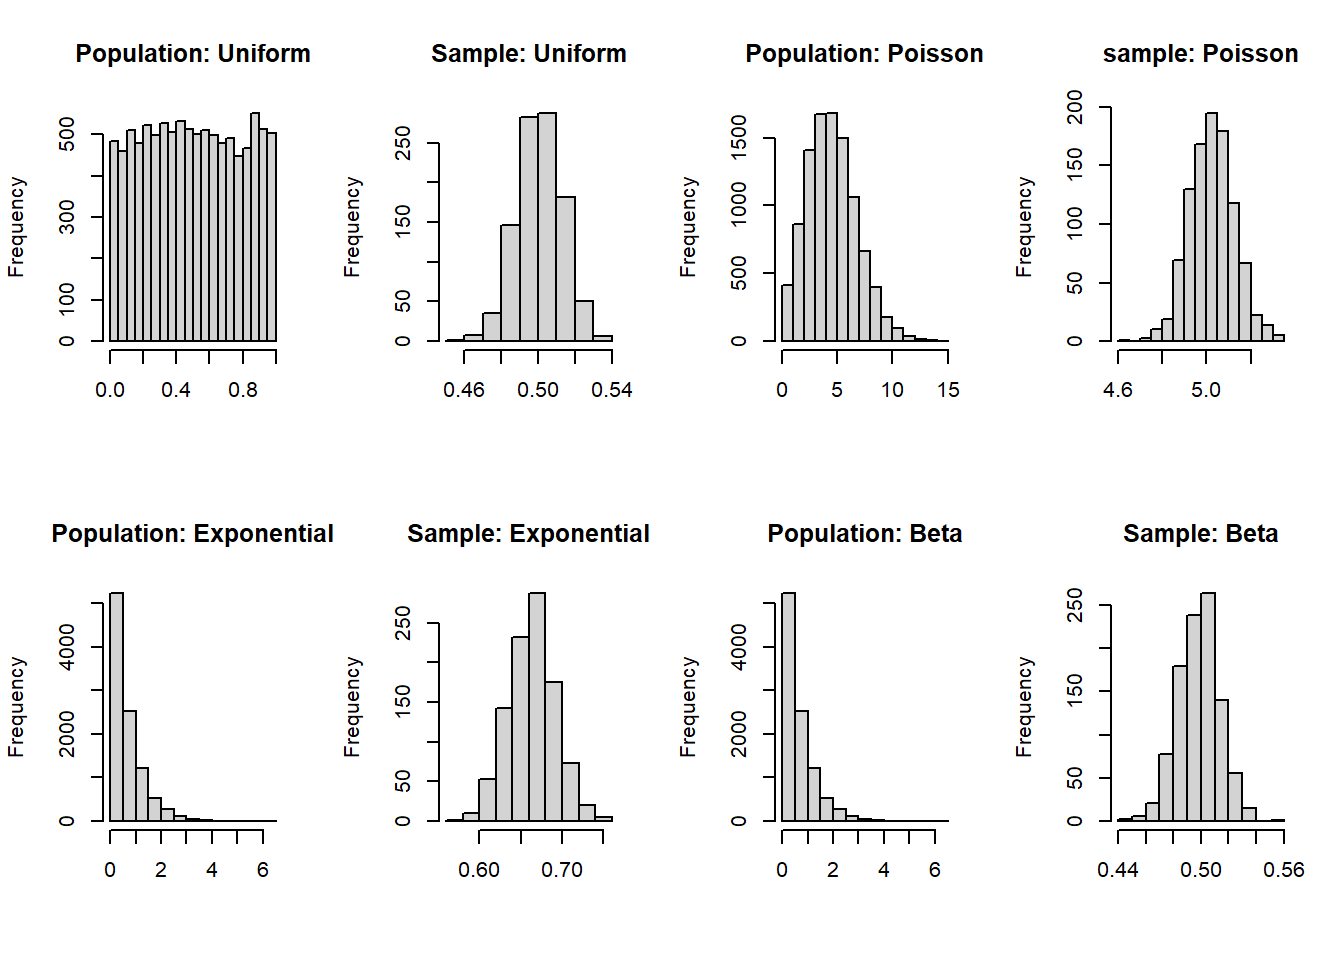 Population: Uniform
Frequency
0 100 300 500
0.0 0.4 0.8
Sample: Uniform
Frequency
0 50 150 250
0.46 0.50 0.54
Population: Poisson
Frequency
0 500 1000 1500
0 5 10 15
sample: Poisson
Frequency
0 50 100 150 200
4.6 5.0
Population: Exponential
Frequency
0 2000 4000
0 2 4 6
Sample: Exponential
Frequency
0 50 150 250
0.60 0.70
Population: Beta
Frequency
0 2000 4000
0 2 4 6
Sample: Beta
Frequency
0 50 150 250
0.44 0.50 0.56